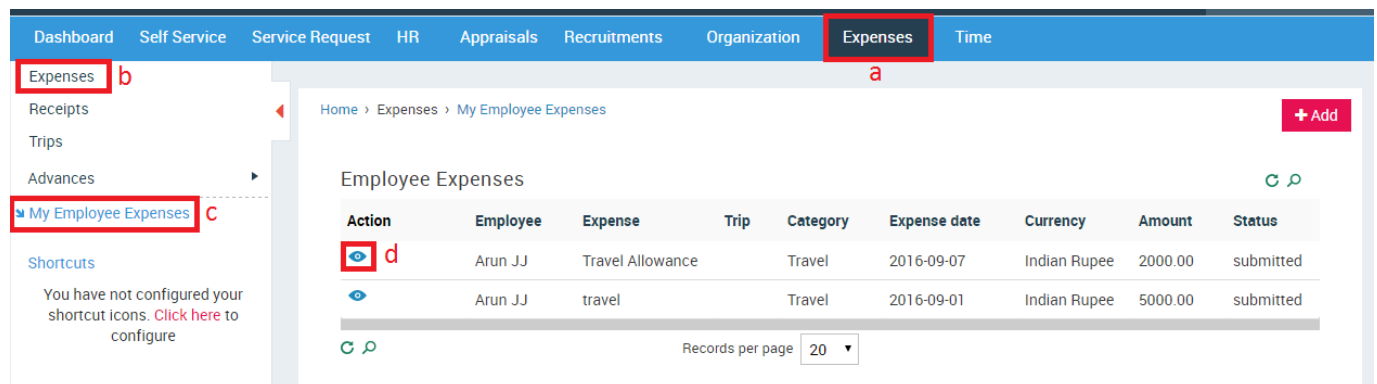 Dashboard Self Service Service Request HR Appraisals Recruitments Organization Expenses Time
a
Expenses b
Receipts
Trips
Advances
My Employee Expenses c
Shortcuts
You have not configured your
shortcut icons. Click here to
configure
Home › Expenses › My Employee Expenses
+ Add
Employee Expenses
Action Employee Expense Trip Category Expense date Currency Amount Status
d Arun JJ Travel Allowance Travel 2016-09-07 Indian Rupee 2000.00 submitted
Arun JJ travel Travel 2016-09-01 Indian Rupee 5000.00 submitted
Records per page 20